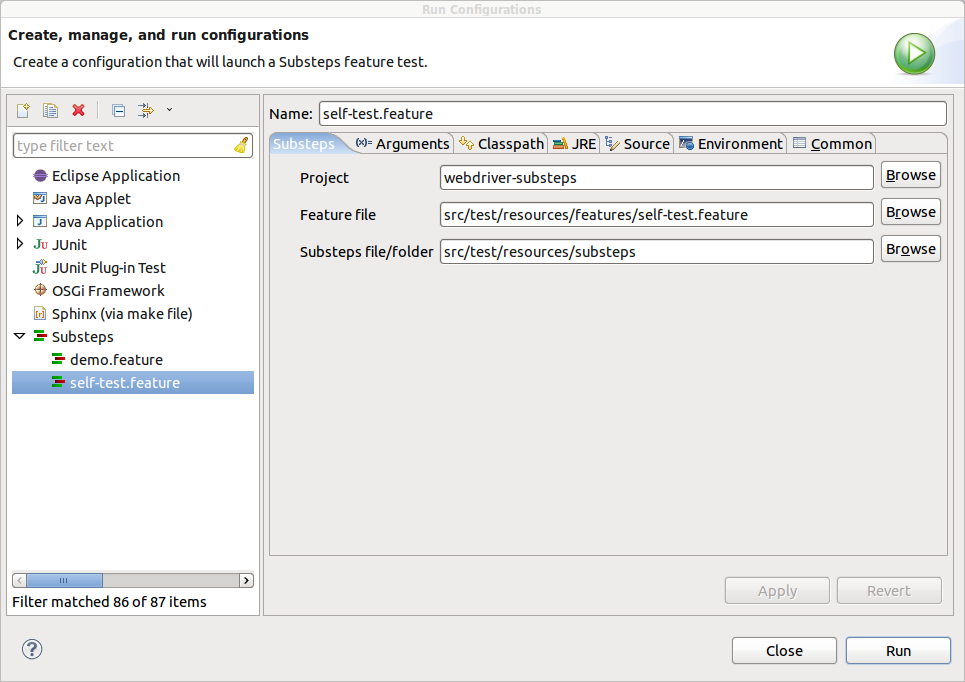 Run Configurations
Create, manage, and run configurations
Create a configuration that will launch a Substeps feature test.
type filter text
Eclipse Application
Java Applet
Java Application
JUnit
JUnit Plug-in Test
OSGi Framework
Sphinx (via make file)
Substeps
demo.feature
self-test.feature
Filter matched 86 of 87 items
Name: self-test.feature
Substeps Arguments Classpath JRE Source Environment Common
Project webdriver-substeps Browse
Feature file src/test/resources/features/self-test.feature Browse
Substeps file/folder src/test/resources/substeps Browse
Apply Revert
Close Run